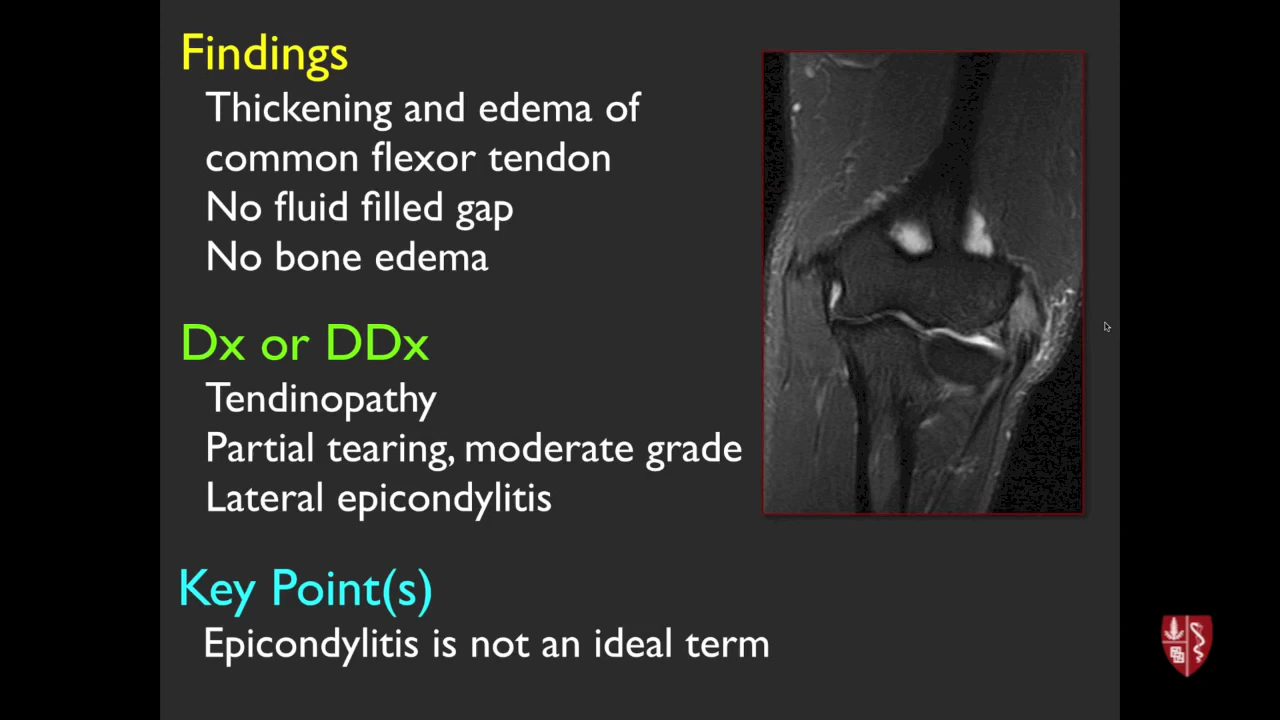 Findings
Thickening and edema of
common flexor tendon
No fluid filled gap
No bone edema
Dx or DDx
Tendinopathy
Partial tearing, moderate grade
Lateral epicondylitis
Key Point(s)
Epicondylitis is not an ideal term